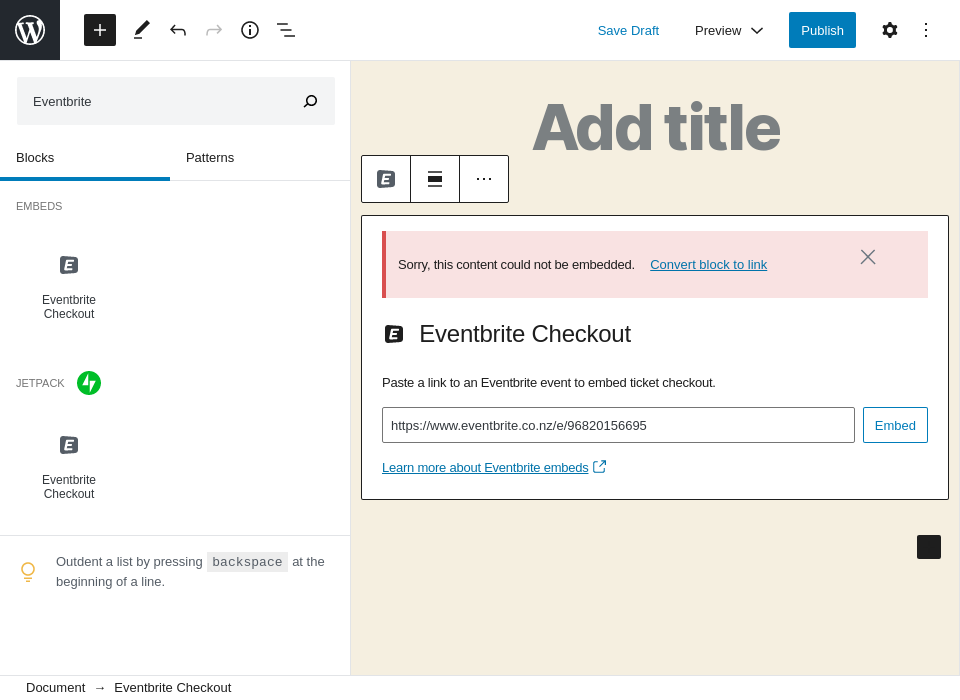 Save Draft
Preview
Publish
Eventbrite
Blocks
Patterns
EMBEDS
Eventbrite
Checkout
JETPACK
Eventbrite
Checkout
Outdent a list by pressing backspace at the
beginning of a line.
Add title
Sorry, this content could not be embedded. Convert block to link
Eventbrite Checkout
Paste a link to an Eventbrite event to embed ticket checkout.
https://www.eventbrite.co.nz/e/96820156695
Embed
Learn more about Eventbrite embeds
Document → Eventbrite Checkout